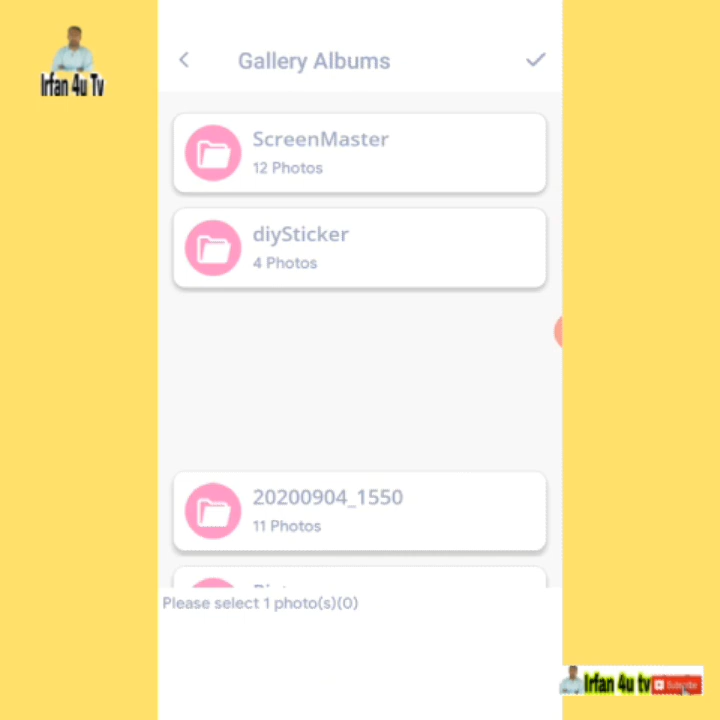 Irfan 4u Tv
Gallery Albums
ScreenMaster
12 Photos
diySticker
4 Photos
20200904_1550
11 Photos
Please select 1 photo(s)(0)
Irfan 4u tv
Subscribe